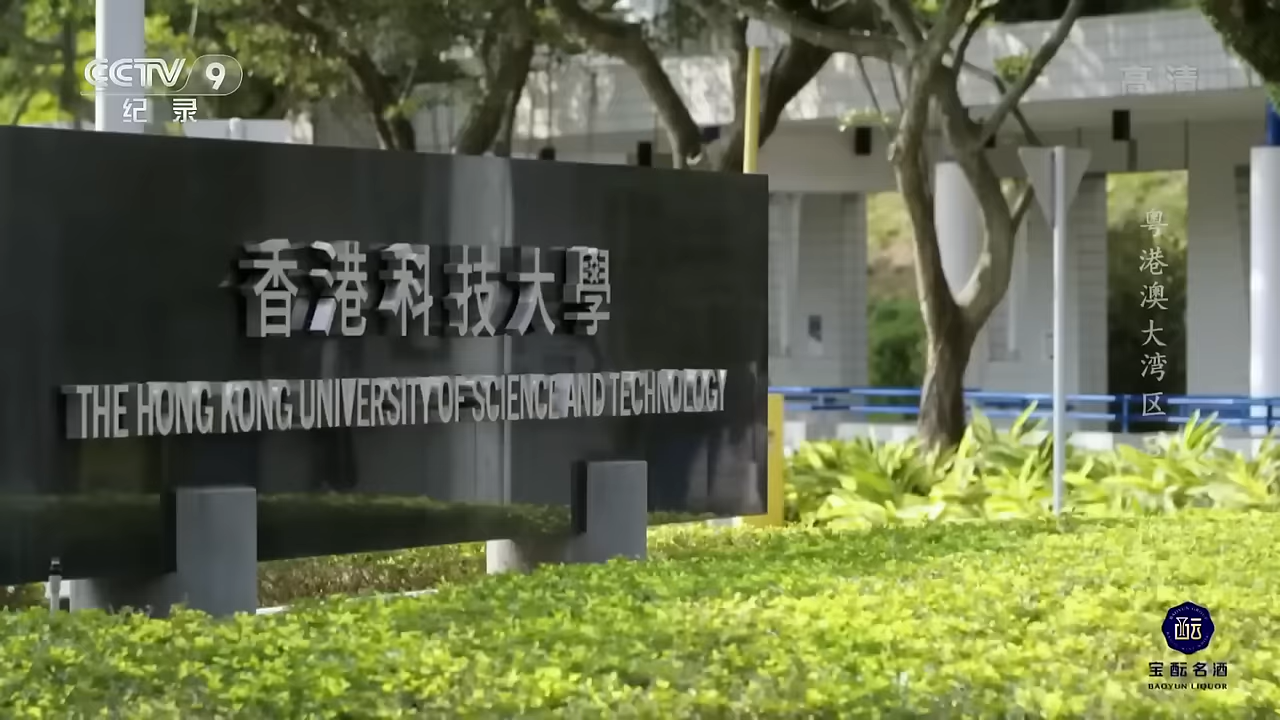 CCTV 9
纪录
高清
香港科技大學
THE HONG KONG UNIVERSITY OF SCIENCE AND TECHNOLOGY
粤港澳大湾区
宝酝名酒
BAOYUN LIQUOR